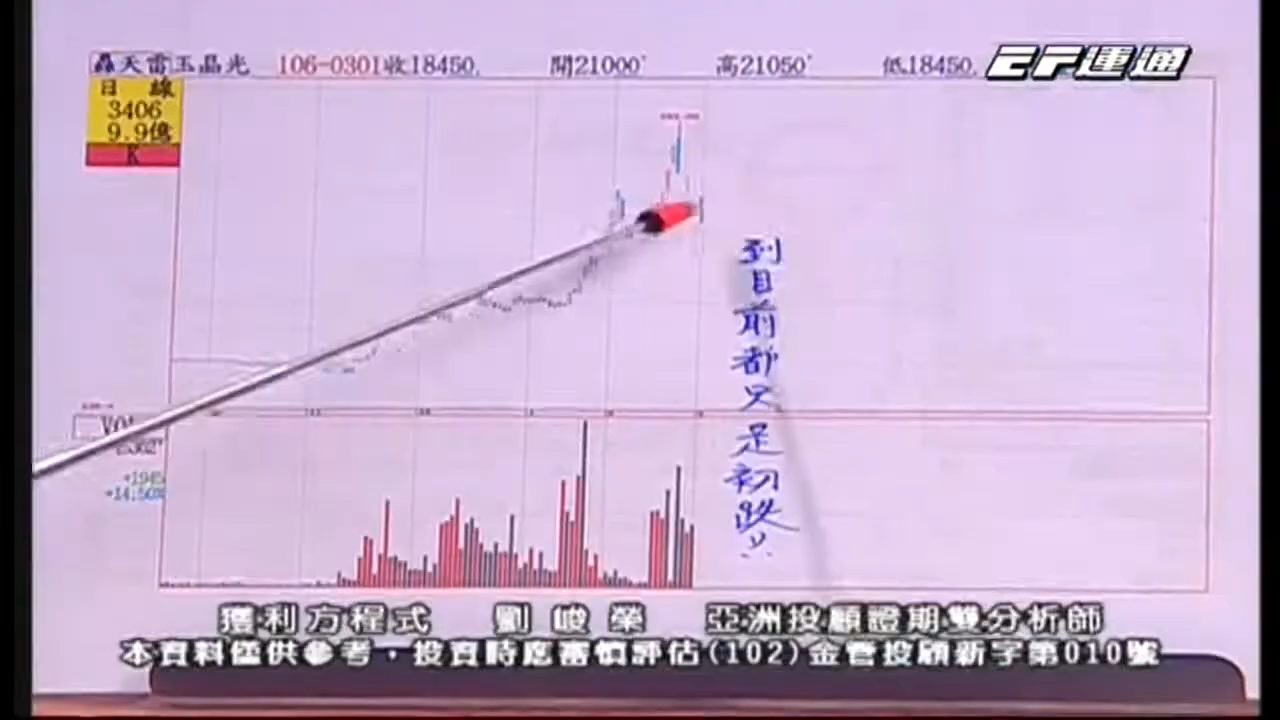 天雷玉晶光 106-0301收18450. 開21000' 高21050' 低18450.
EF運通
日線
3406
9.9億
K
+14.50%
到目前都只是初跌
獲利方程式 劉峻榮 亞洲投顧證期雙分析師
本資料僅供參考，投資時應審慎評估(102)金管投顧新字第010號